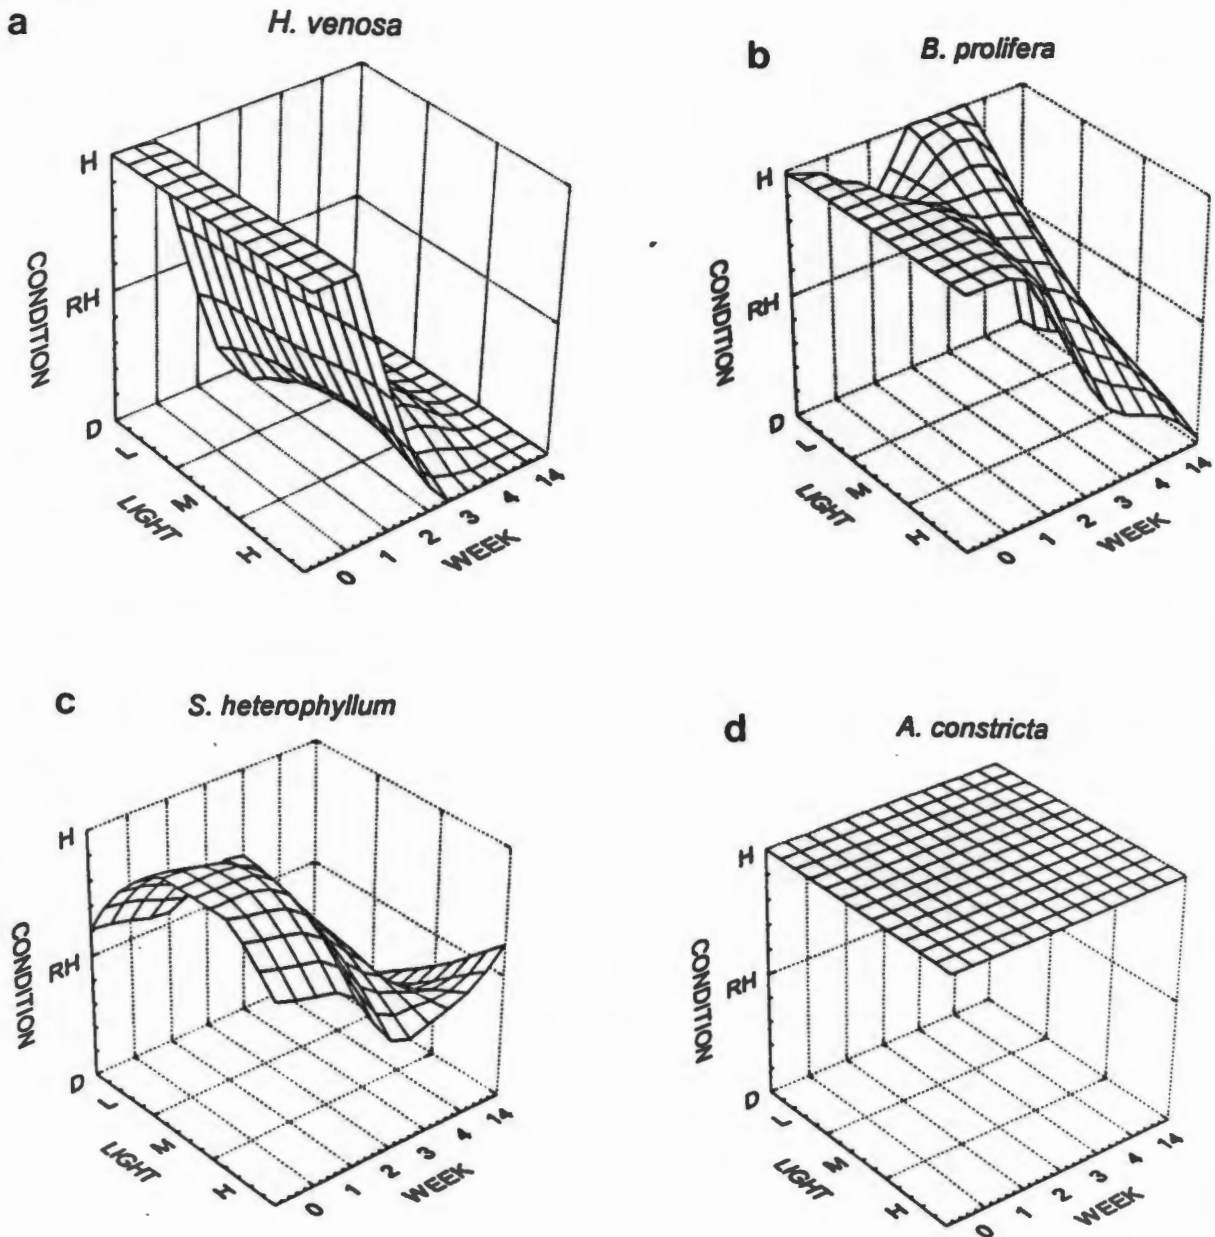 a
H. venosa
H
RH
D
CONDITION
L
M
H
LIGHT
0
1
2
3
4
14
WEEK
b
B. prolifera
H
RH
D
CONDITION
L
M
H
LIGHT
0
1
2
3
4
14
WEEK
c
S. heterophyllum
H
RH
D
CONDITION
L
M
H
LIGHT
0
1
2
3
4
14
WEEK
d
A. constricta
H
RH
D
CONDITION
L
M
H
LIGHT
0
1
2
3
4
14
WEEK